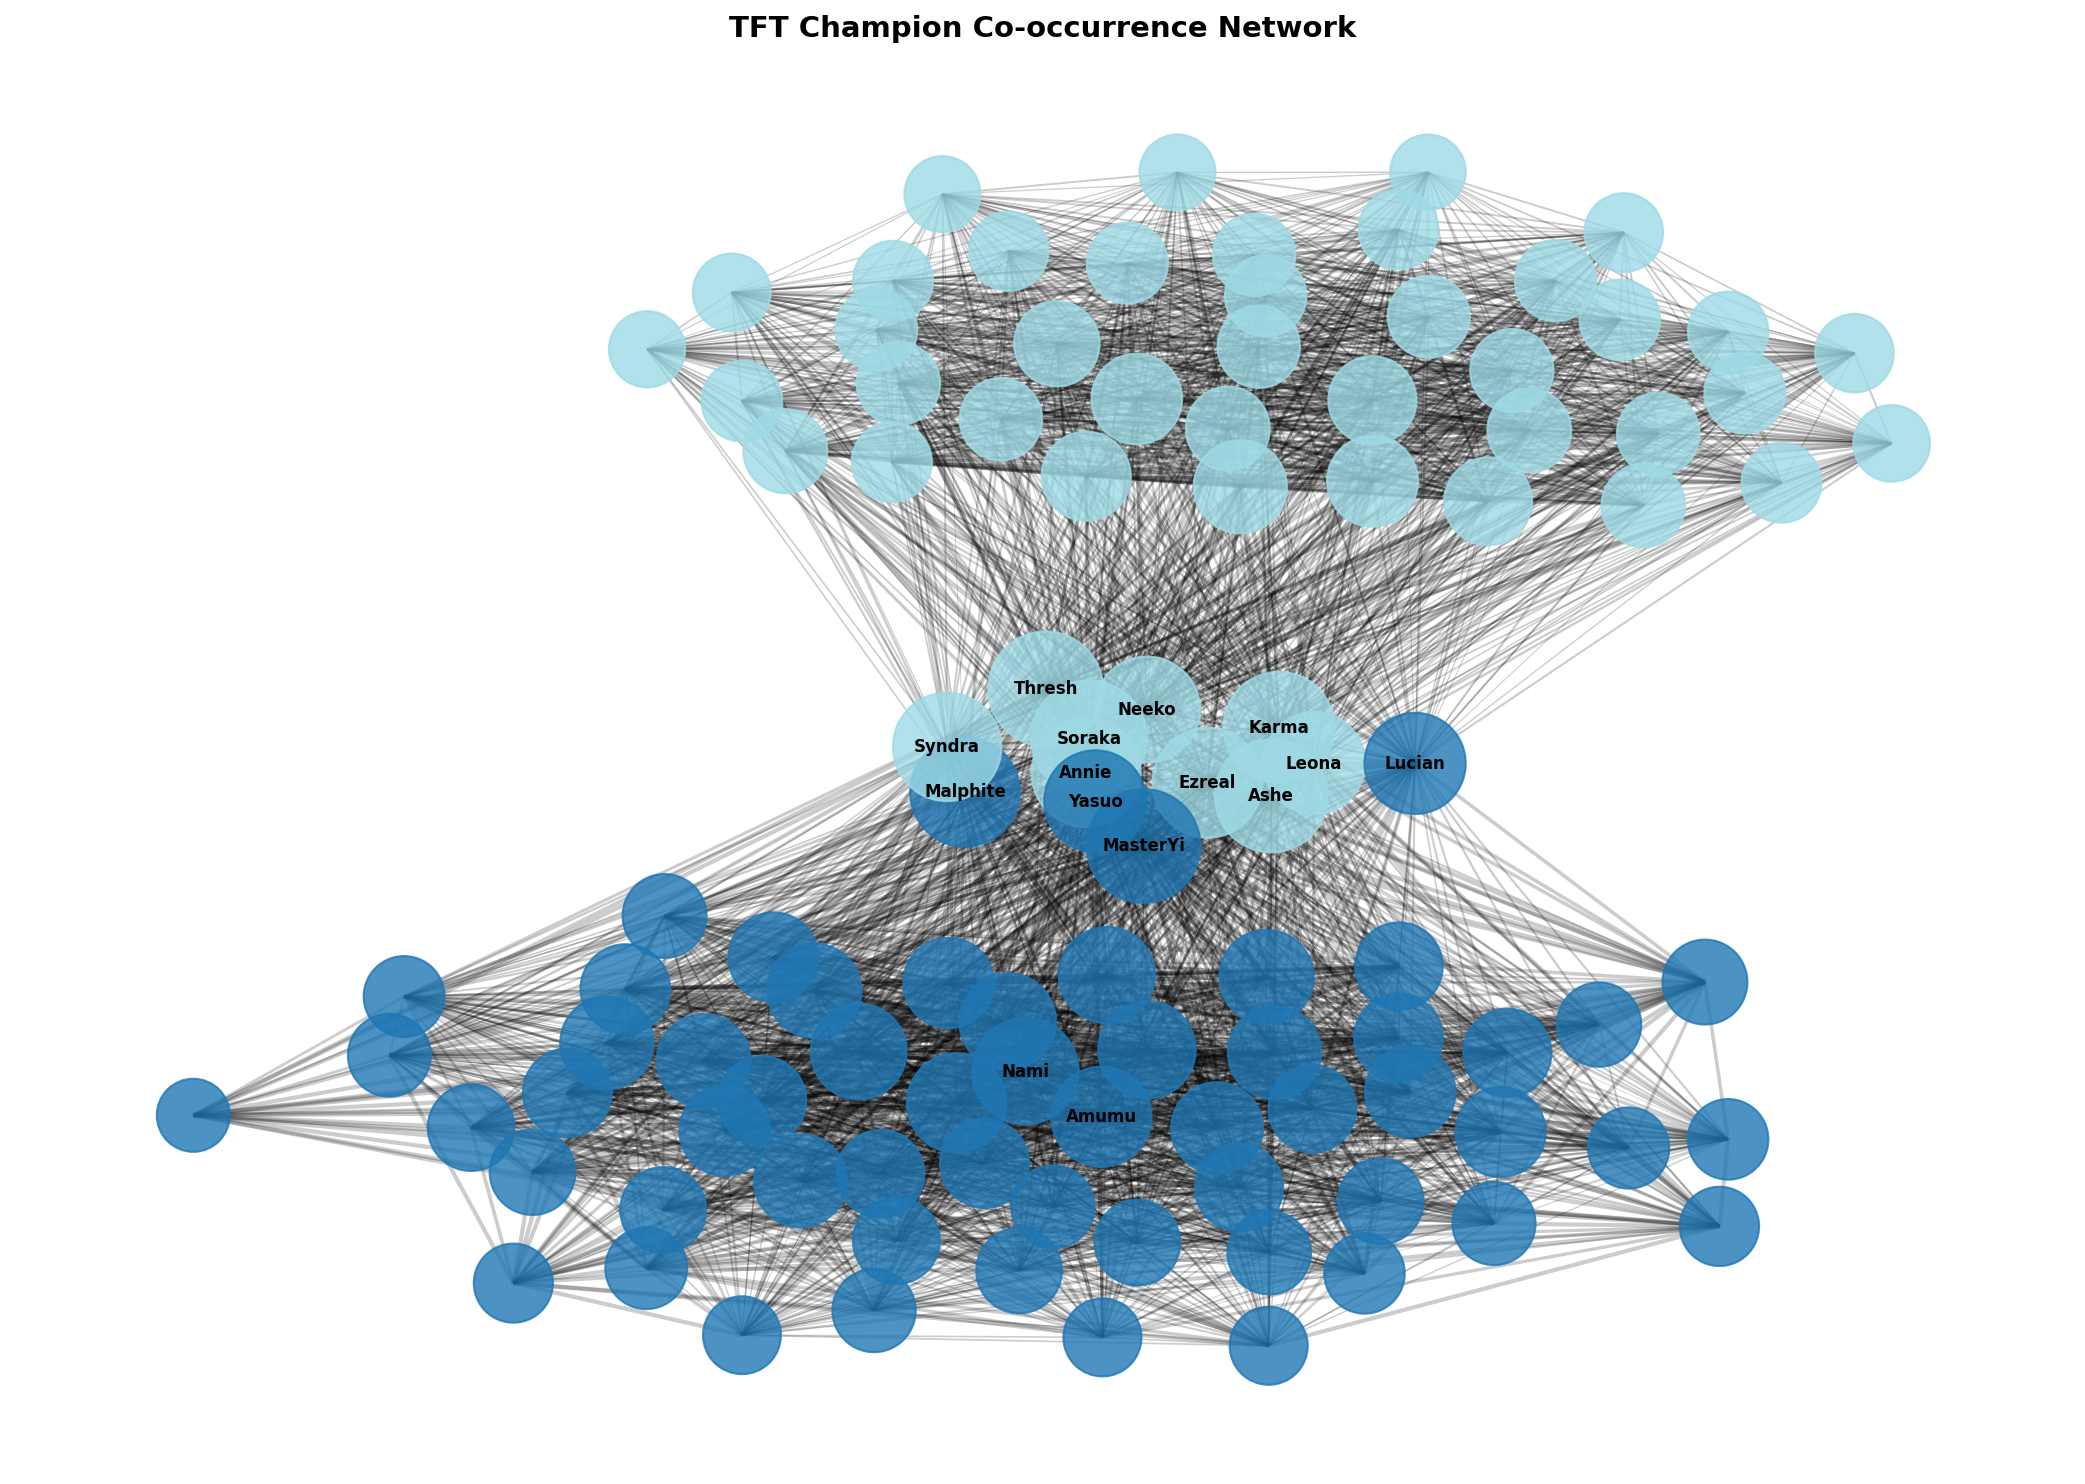 TFT Champion Co-occurrence Network
Thresh
Neeko
Karma
Soraka
Syndra
Leona
Lucian
Annie
Ezreal
Malphite
Ashe
Yasuo
MasterYi
Nami
Amumu